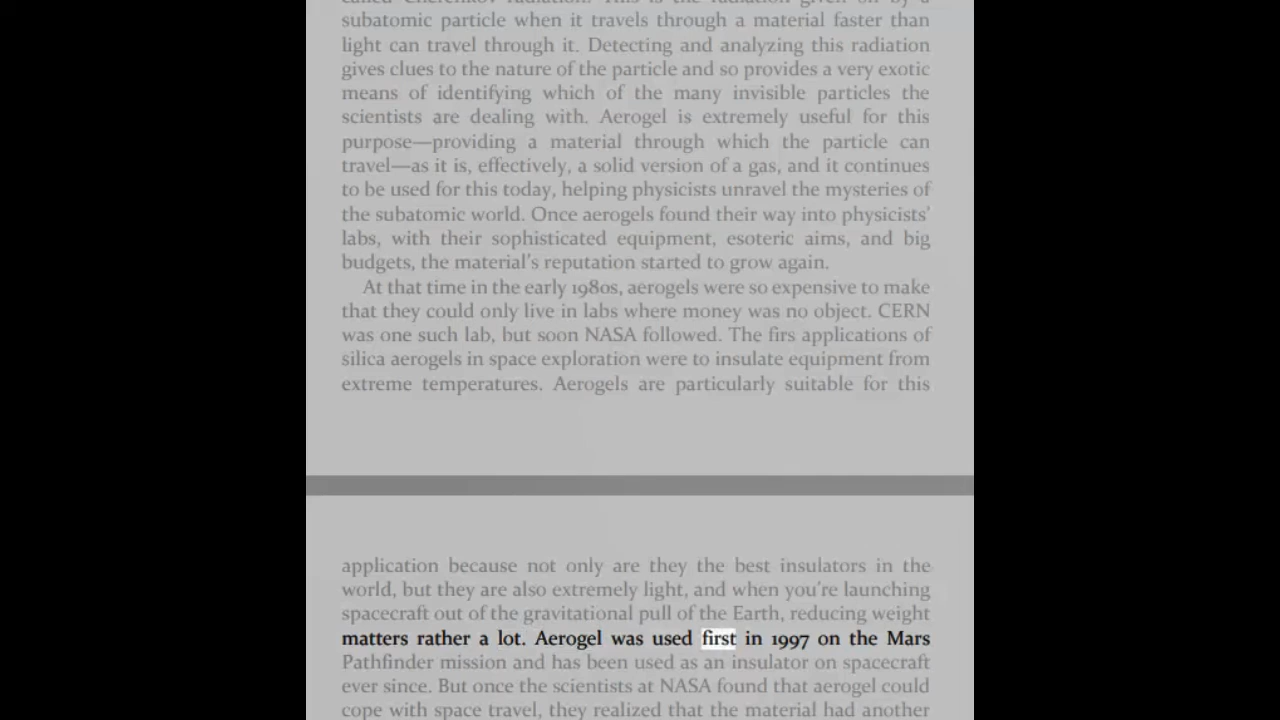 subatomic particle when it travels through a material faster than
light can travel through it. Detecting and analyzing this radiation
gives clues to the nature of the particle and so provides a very exotic
means of identifying which of the many invisible particles the
scientists are dealing with. Aerogel is extremely useful for this
purpose—providing a material through which the particle can
travel—as it is, effectively, a solid version of a gas, and it continues
to be used for this today, helping physicists unravel the mysteries of
the subatomic world. Once aerogels found their way into physicists'
labs, with their sophisticated equipment, esoteric aims, and big
budgets, the material's reputation started to grow again.
At that time in the early 1980s, aerogels were so expensive to make
that they could only live in labs where money was no object. CERN
was one such lab, but soon NASA followed. The firs applications of
silica aerogels in space exploration were to insulate equipment from
extreme temperatures. Aerogels are particularly suitable for this
application because not only are they the best insulators in the
world, but they are also extremely light, and when you're launching
spacecraft out of the gravitational pull of the Earth, reducing weight
matters rather a lot. Aerogel was used first in 1997 on the Mars
Pathfinder mission and has been used as an insulator on spacecraft
ever since. But once the scientists at NASA found that aerogel could
cope with space travel, they realized that the material had another